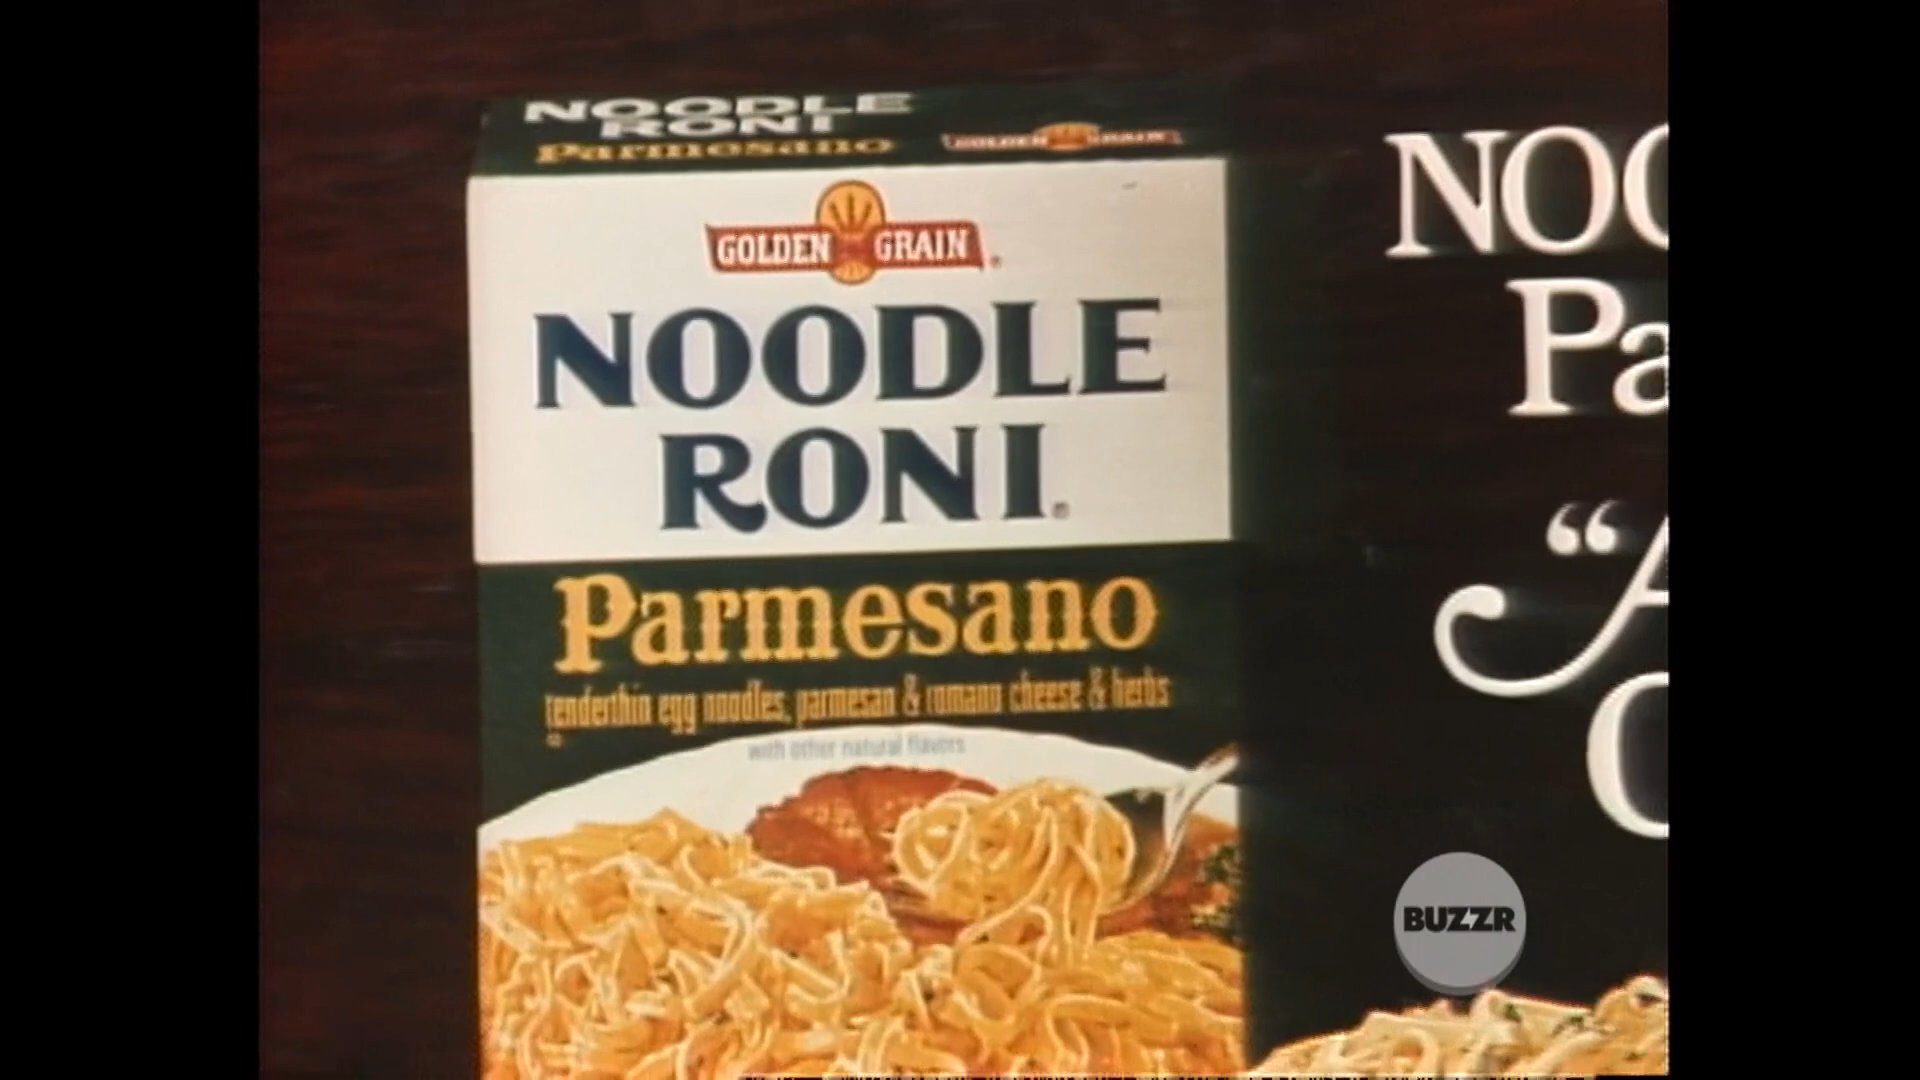 NOODLE
RONI
Parmesano
GOLDEN GRAIN
GOLDEN GRAIN
NOODLE
RONI
Parmesano
tenderthin egg noodles, parmesan & romano cheese & herbs
with other natural flavors
NOO
Pa
"A
C
BUZZR